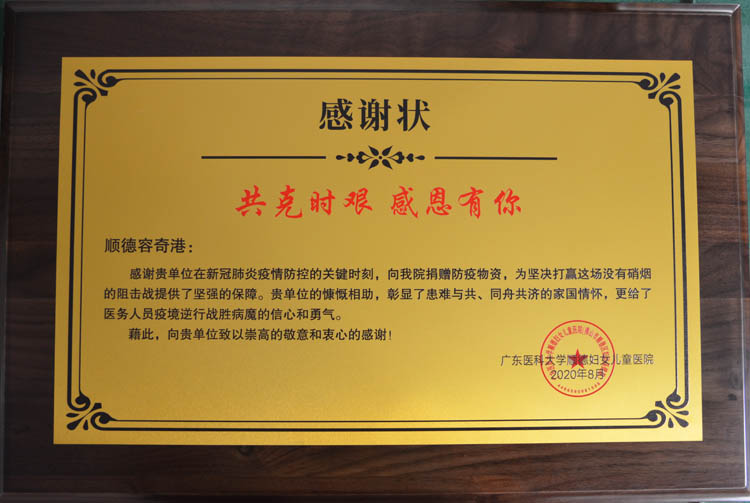 感谢状
共克时艰 感恩有你
顺德容奇港：
感谢贵单位在新冠肺炎疫情防控的关键时刻，向我院捐赠防疫物资，为坚决打赢这场没有硝烟
的阻击战提供了坚强的保障。贵单位的慷慨相助，彰显了患难与共、同舟共济的家国情怀，更给了
医务人员疫境逆行战胜病魔的信心和勇气。
藉此，向贵单位致以崇高的敬意和衷心的感谢！
广东医科大学顺德妇女儿童医院
2020年8月